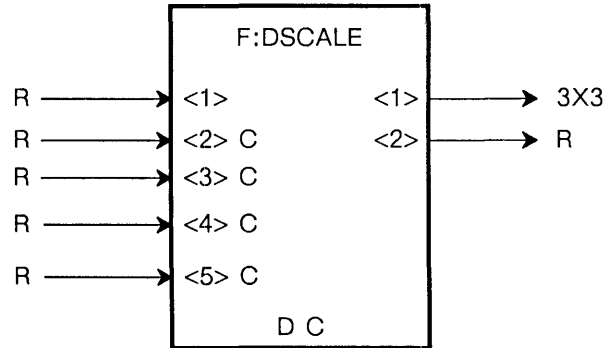 F:DSCALE
R <1> <1> 3X3
R <2> C <2> R
R <3> C
R <4> C
R <5> C
D C